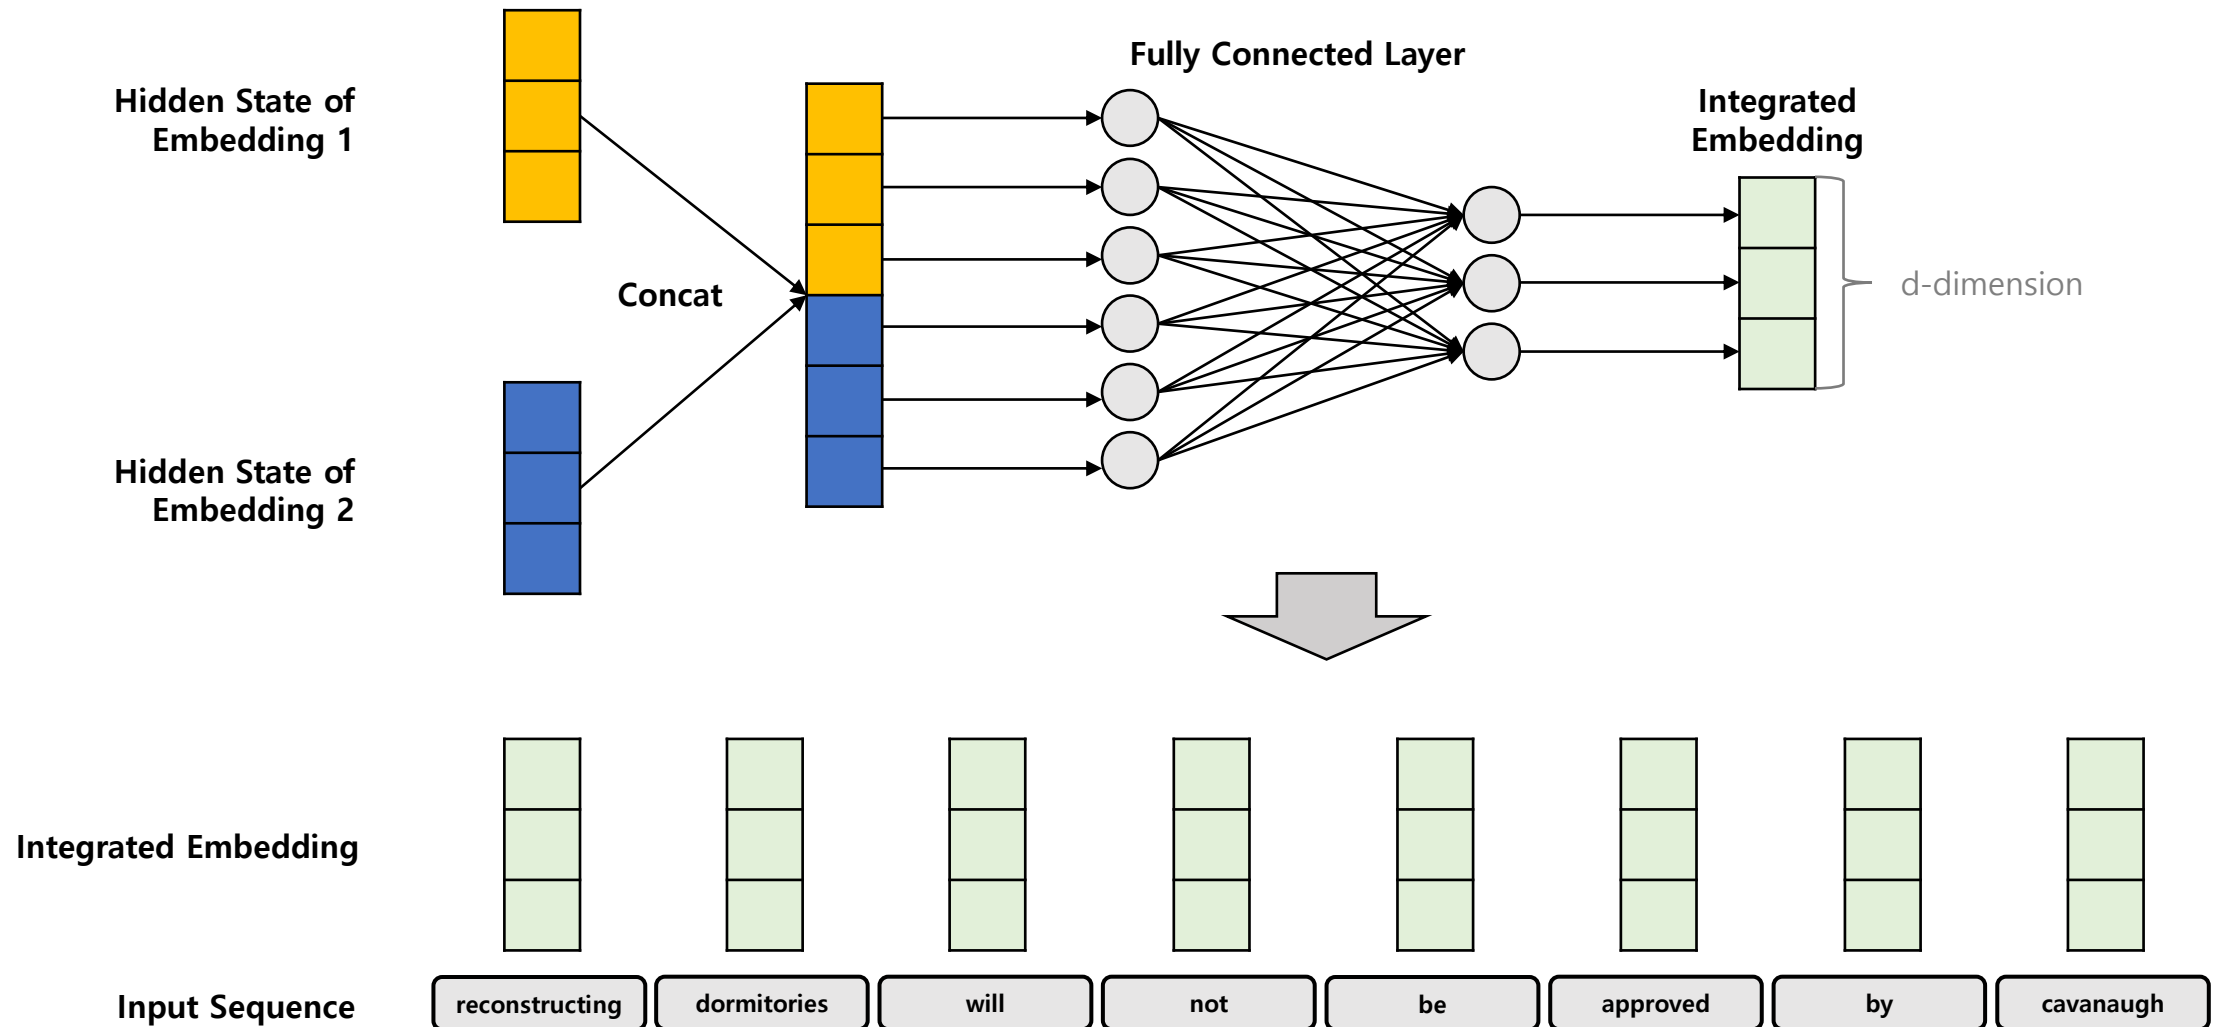 Fully Connected Layer
Hidden State of
Embedding 1
Integrated
Embedding
Concat
d-dimension
Hidden State of
Embedding 2
Integrated Embedding
Input Sequence
reconstructing
dormitories
will
not
be
approved
by
cavanaugh